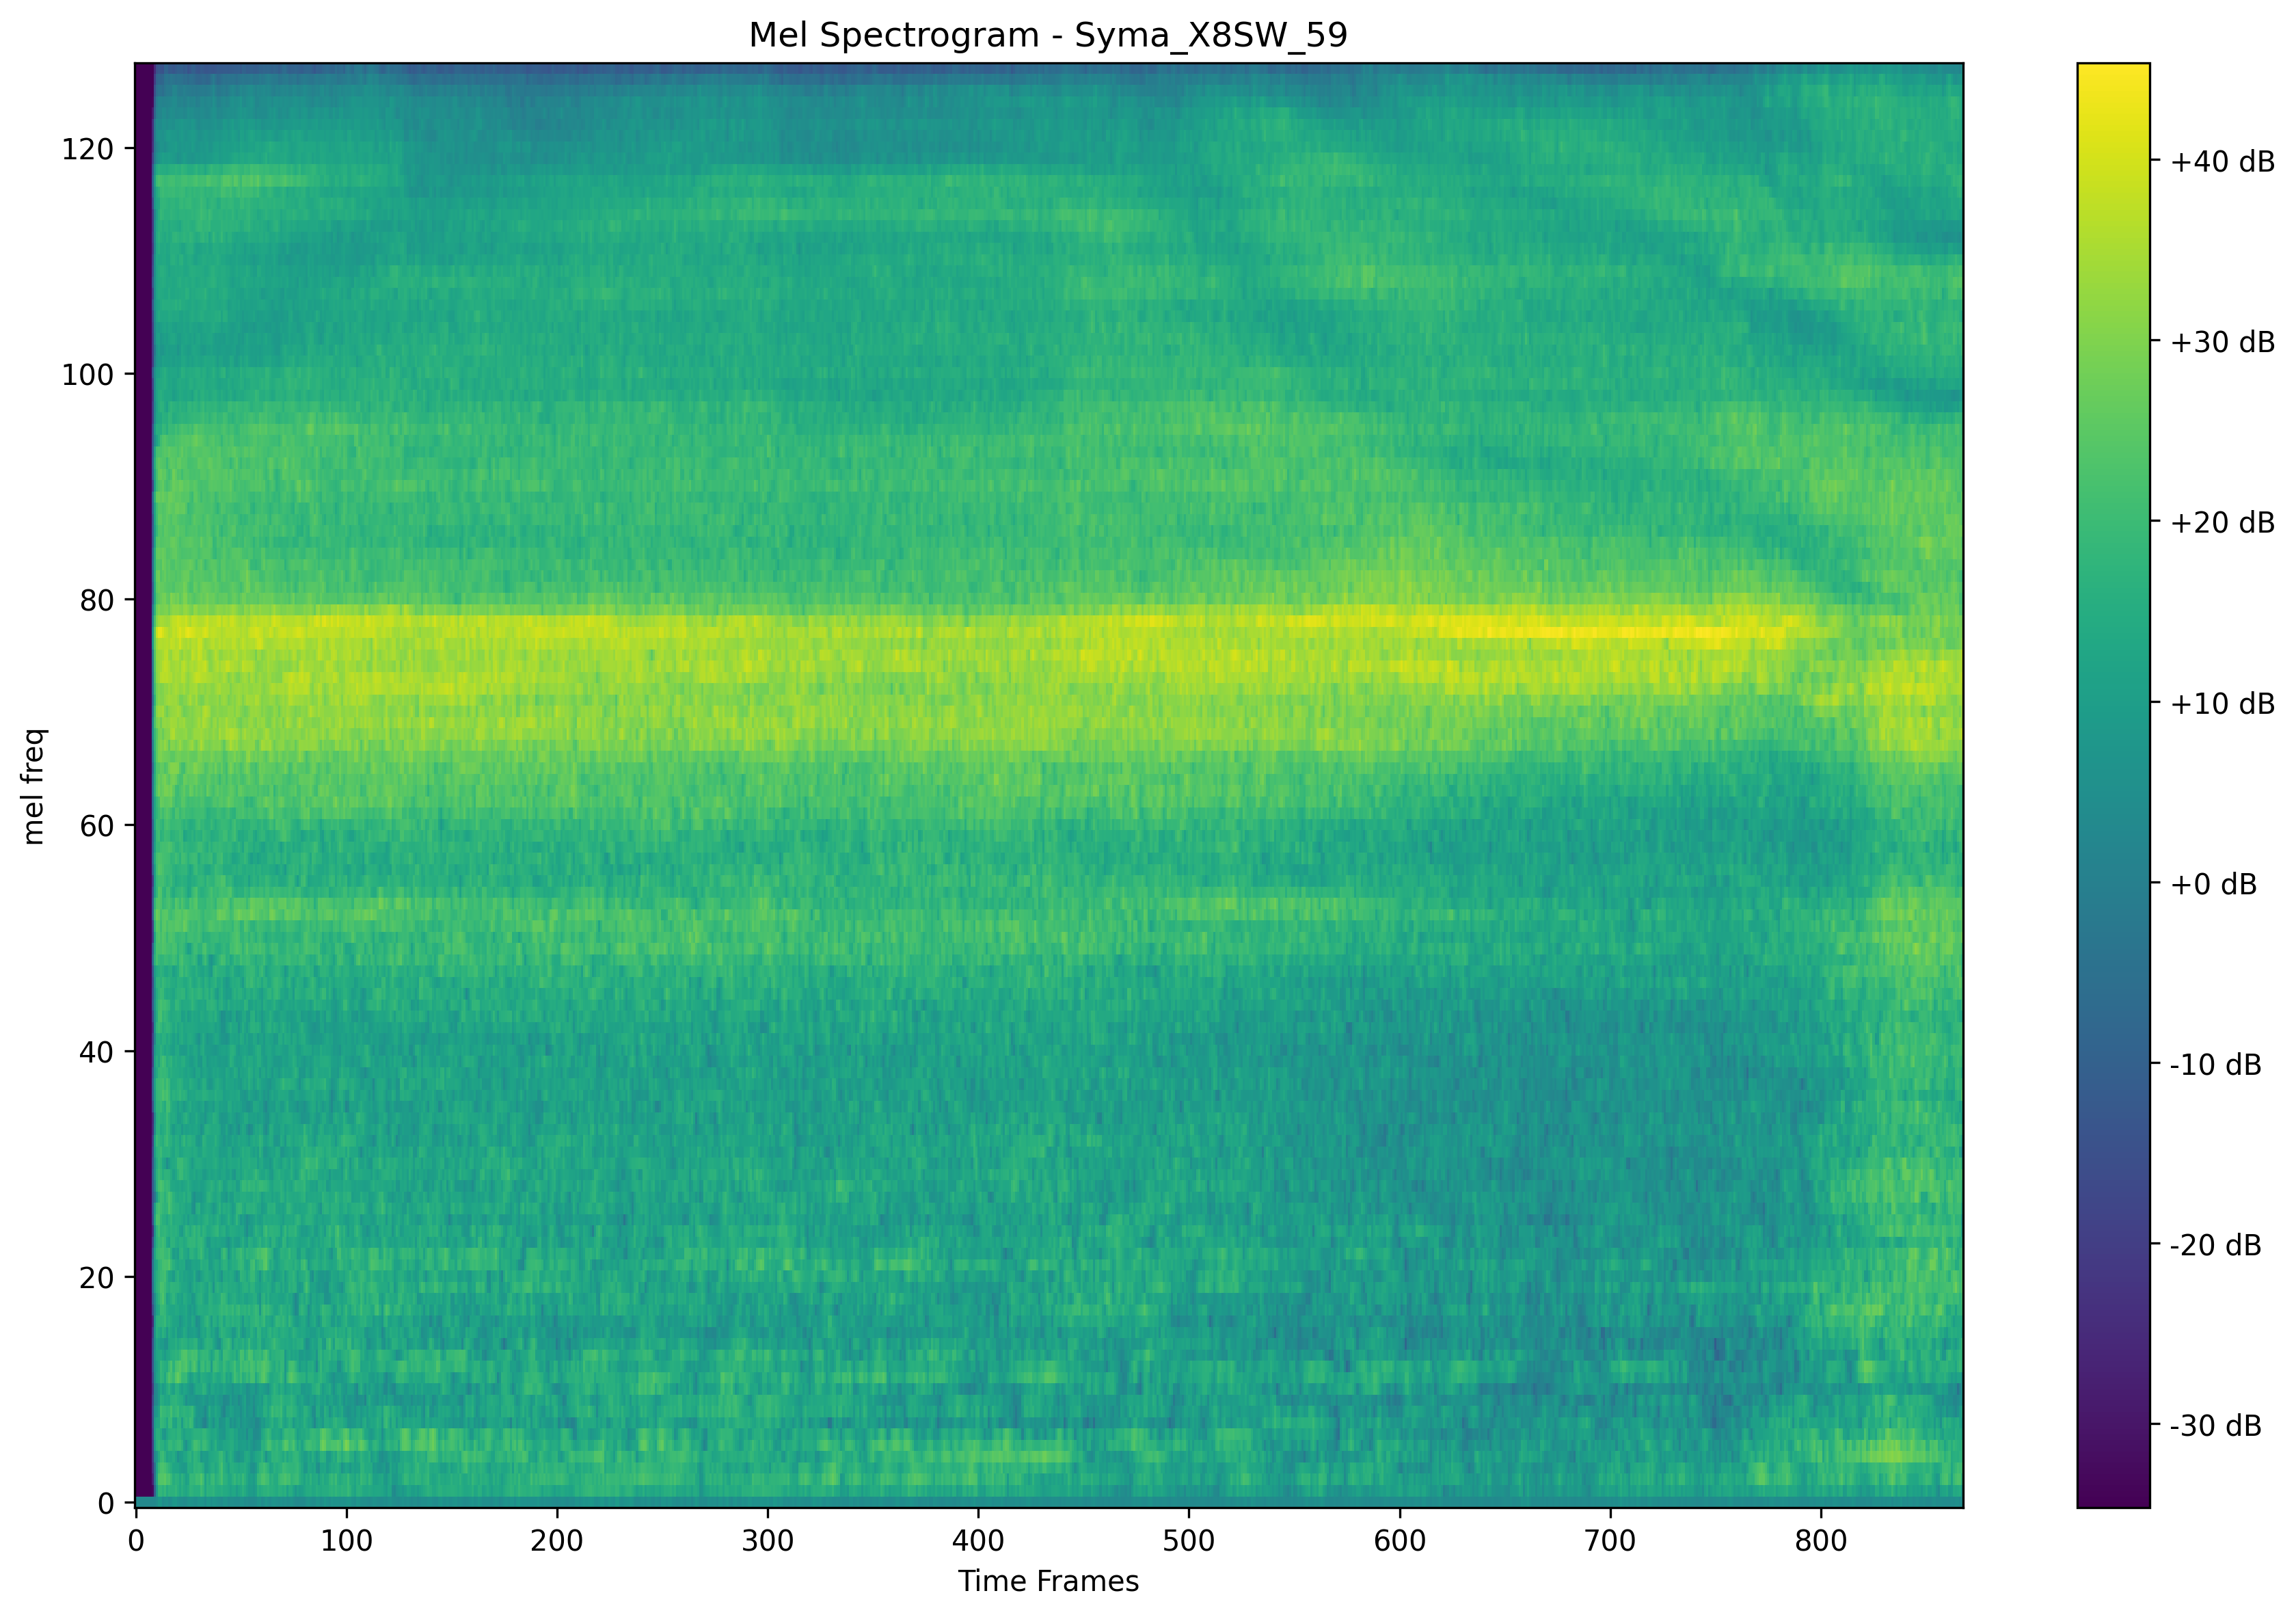 Mel Spectrogram - Syma_X8SW_59
mel freq
120
100
80
60
40
20
0
0 100 200 300 400 500 600 700 800
Time Frames
+40 dB
+30 dB
+20 dB
+10 dB
+0 dB
-10 dB
-20 dB
-30 dB